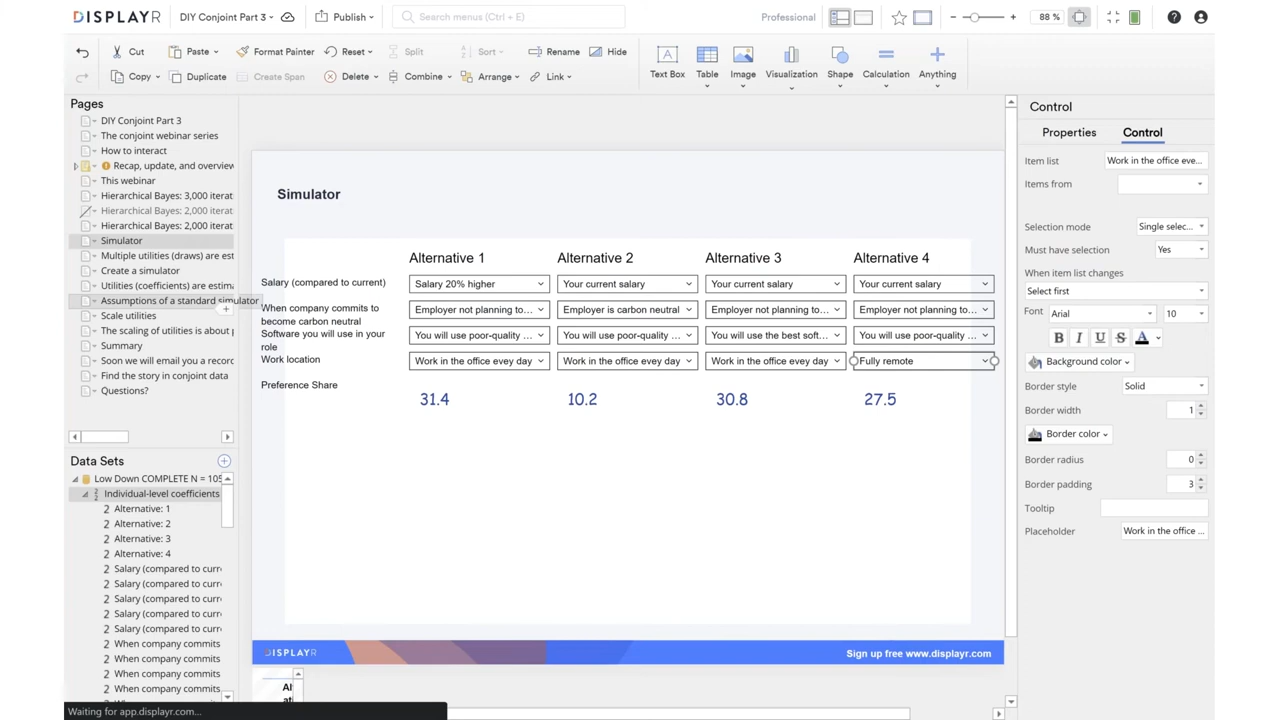 DISPLAYR
DIY Conjoint Part 3
Publish
Search menus (Ctrl + E)
Professional
88 %
Cut
Paste
Format Painter
Reset
Split
Sort
Rename
Hide
Copy
Duplicate
Create Span
Delete
Combine
Arrange
Link
Text Box
Table
Image
Visualization
Shape
Calculation
Anything
Pages
DIY Conjoint Part 3
The conjoint webinar series
How to interact
Recap, update, and overview
This webinar
Hierarchical Bayes: 3,000 iterat
Hierarchical Bayes: 2,000 iterat
Hierarchical Bayes: 2,000 iterat
Simulator
Multiple utilities (draws) are est
Create a simulator
Utilities (coefficients) are estima
Assumptions of a standard simulator
Scale utilities
The scaling of utilities is about p
Summary
Soon we will email you a record
Find the story in conjoint data
Questions?
Data Sets
Low Down COMPLETE N = 105
Individual-level coefficients
2 Alternative: 1
2 Alternative: 2
2 Alternative: 3
2 Alternative: 4
2 Salary (compared to curr
2 Salary (compared to curr
2 Salary (compared to curr
2 Salary (compared to curr
2 Salary (compared to curr
2 When company commits
2 When company commits
2 When company commits
2 When company commits
Waiting for app.displayr.com...
Simulator
Alternative 1 Alternative 2 Alternative 3 Alternative 4
Salary (compared to current) Salary 20% higher Your current salary Your current salary Your current salary
When company commits to become carbon neutral Employer not planning to... Employer is carbon neutral Employer not planning to... Employer not planning to...
Software you will use in your role You will use poor-quality ... You will use poor-quality ... You will use the best soft... You will use poor-quality ...
Work location Work in the office evey day Work in the office evey day Work in the office evey day Fully remote
Preference Share
31.4 10.2 30.8 27.5
DISPLAYR
Sign up free www.displayr.com
Control
Properties Control
Item list Work in the office eve...
Items from
Selection mode Single selec...
Must have selection Yes
When item list changes
Select first
Font Arial 10
B I U S A
Background color
Border style Solid
Border width 1
Border color
Border radius 0
Border padding 3
Tooltip
Placeholder Work in the office ...